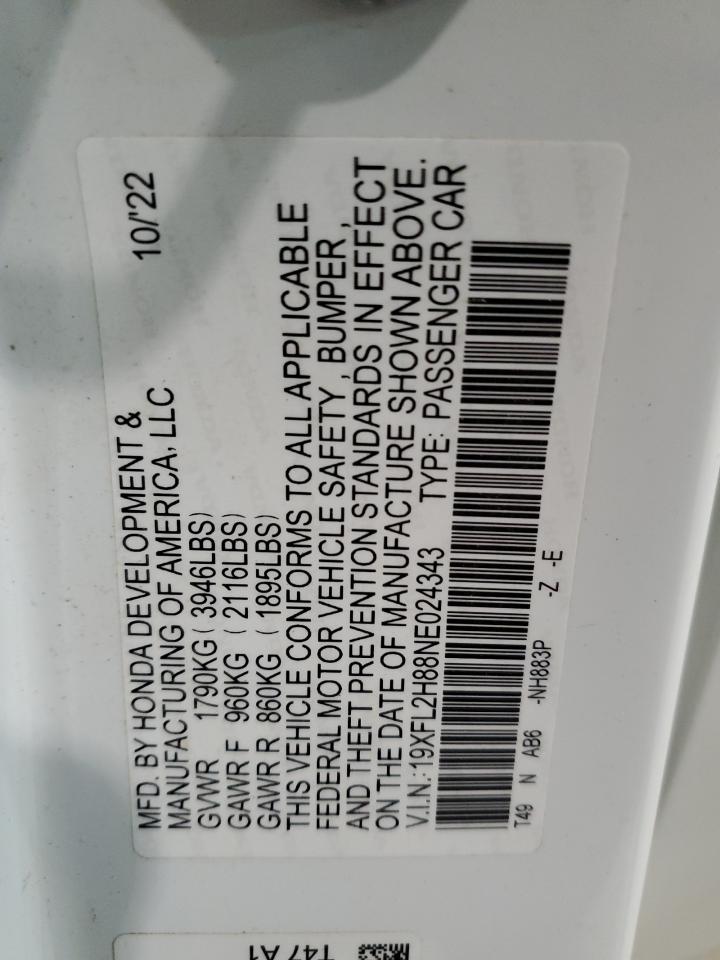 MFD. BY HONDA DEVELOPMENT & 10/'22
MANUFACTURING OF AMERICA, LLC
GVWR 1790KG ( 3946LBS)
GAWR F 960KG ( 2116LBS)
GAWR R 860KG ( 1895LBS)
THIS VEHICLE CONFORMS TO ALL APPLICABLE
FEDERAL MOTOR VEHICLE SAFETY , BUMPER ,
AND THEFT PREVENTION STANDARDS IN EFFECT
ON THE DATE OF MANUFACTURE SHOWN ABOVE.
V.I.N.:19XFL2H88NE024343 TYPE: PASSENGER CAR
T49 N AB6 -NH883P -Z -E
T47 A1